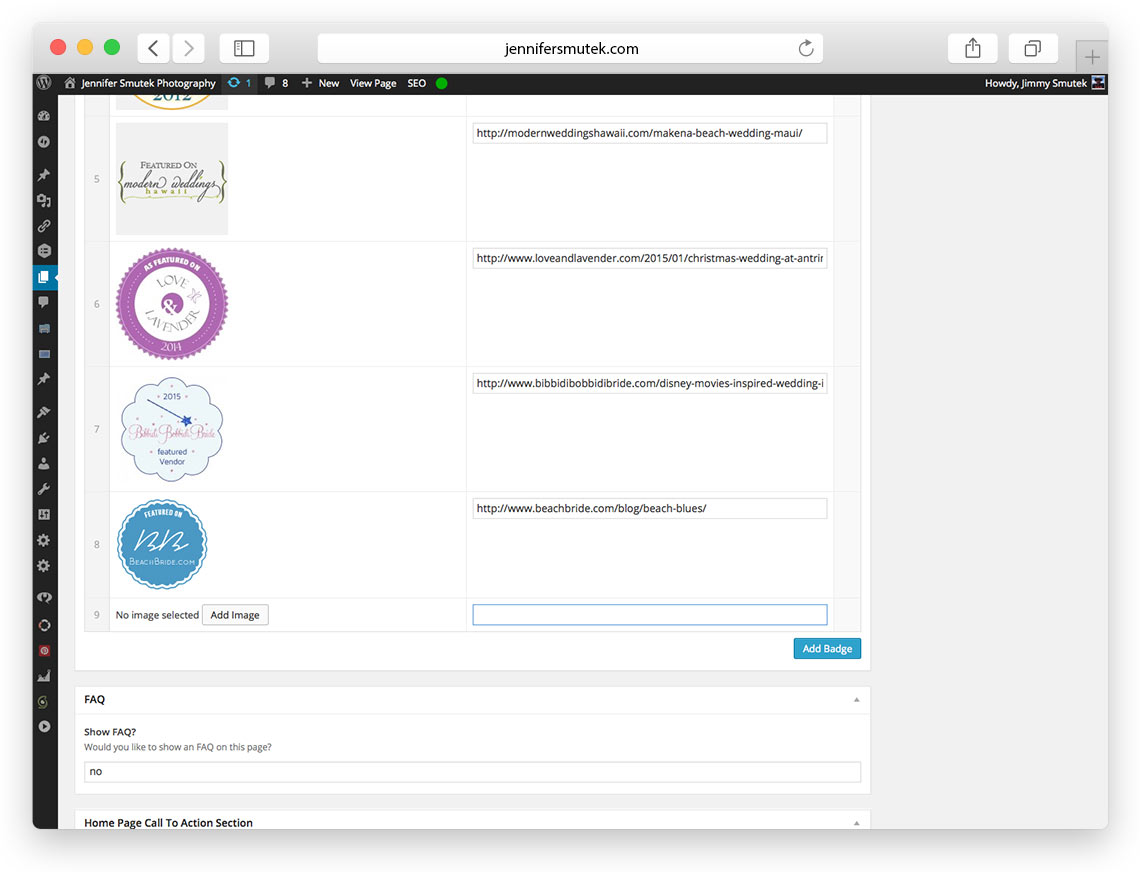 jennifersmutek.com
Jennifer Smutek Photography 1 8 + New View Page SEO Howdy, Jimmy Smutek
2012
5
FEATURED ON
modern weddings
hawaii
http://modernweddingshawaii.com/makena-beach-wedding-maui/
6
AS FEATURED ON
LOVE
&
LAVENDER
2014
http://www.loveandlavender.com/2015/01/christmas-wedding-at-antrir
7
2015
Bibbidi Bobbidi Bride
featured
Vendor
http://www.bibbidibobbidibride.com/disney-movies-inspired-wedding-i
8
FEATURED ON
BB
BEACHBRIDE.COM
http://www.beachbride.com/blog/beach-blues/
9 No image selected Add Image
Add Badge
FAQ
Show FAQ?
Would you like to show an FAQ on this page?
no
Home Page Call To Action Section